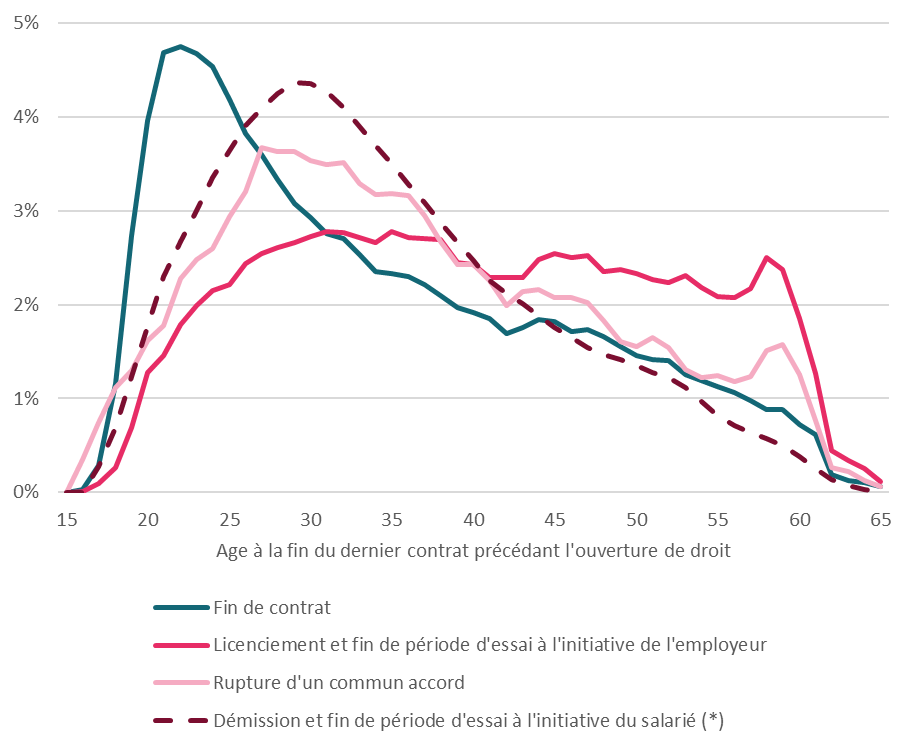 5%
4%
3%
2%
1%
0%
15 20 25 30 35 40 45 50 55 60 65
Age à la fin du dernier contrat précédant l'ouverture de droit
Fin de contrat
Licenciement et fin de période d'essai à l'initiative de l'employeur
Rupture d'un commun accord
Démission et fin de période d'essai à l'initiative du salarié (*)